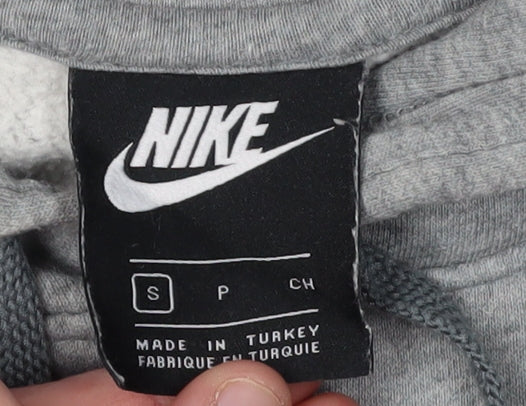 NIKE
S P CH
MADE IN TURKEY
FABRIQUE EN TURQUIE